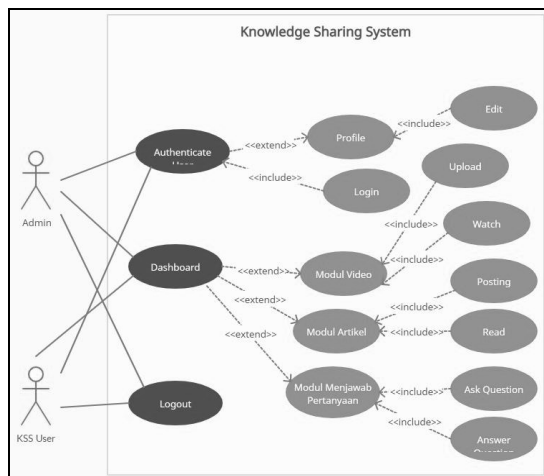 Knowledge Sharing System
Edit
<<include>>
Profile
<<extend>>
Authenticate
User
<<include>>
Login
Upload
Admin
Watch
<<include>>
Dashboard
<<extend>>
Modul Video
<<include>>
Posting
<<extend>>
<<include>>
Modul Artikel
<<include>>
Read
<<extend>>
Modul Menjawab
Pertanyaan
<<include>>
Ask Question
KSS User
Logout
<<include>>
Answer
Question